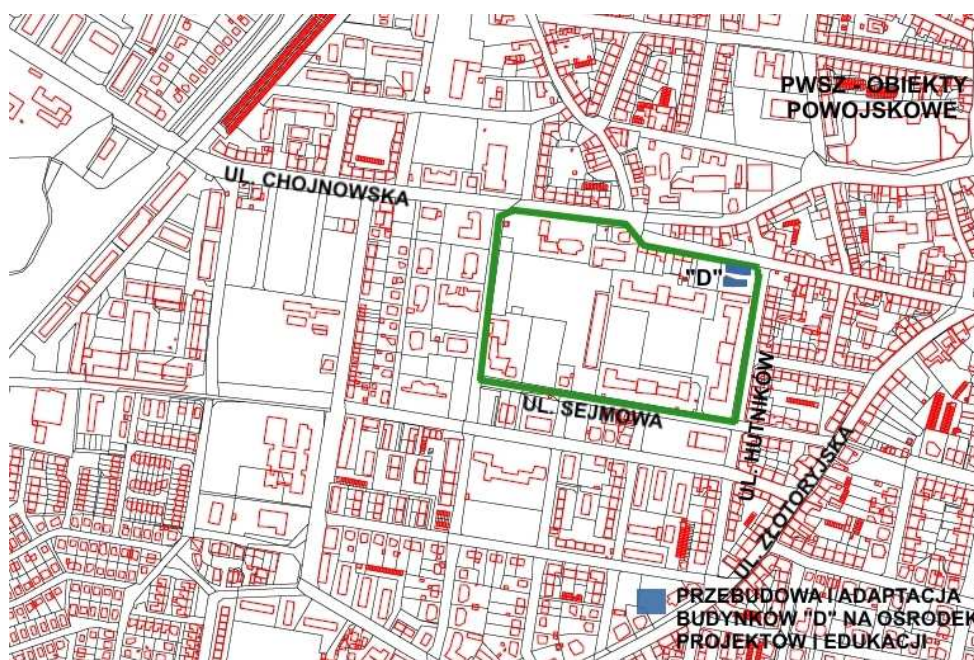 PWSZ - OBIEKTY
POWOJSKOWE
UL. CHOJNOWSKA
"D"
UL. SEJMOWA
UL. HUTNIKÓW
UL. ZŁOTORYJSKA
PRZEBUDOWA I ADAPTACJA
BUDYNKÓW "D" NA OŚRODEK
PROJEKTÓW I EDUKACJI